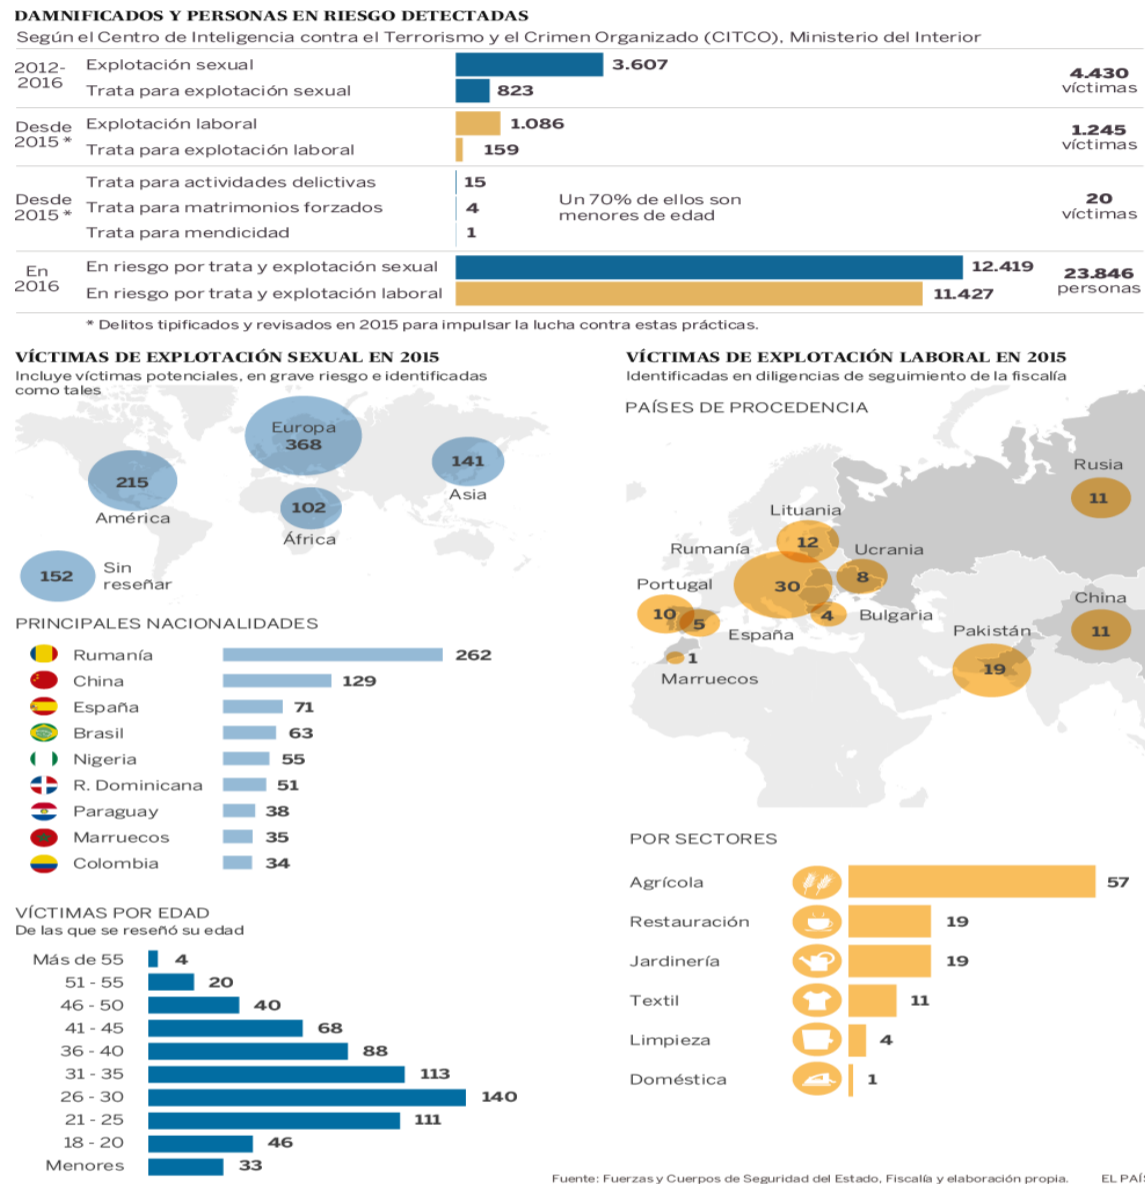 DAMNIFICADOS Y PERSONAS EN RIESGO DETECTADAS
Según el Centro de Inteligencia contra el Terrorismo y el Crimen Organizado (CITCO), Ministerio del Interior
2012-
2016
Explotación sexual 3.607
Trata para explotación sexual 823
4.430
víctimas
Desde
2015 *
Explotación laboral 1.086
Trata para explotación laboral 159
1.245
víctimas
Desde
2015 *
Trata para actividades delictivas 15
Trata para matrimonios forzados 4
Trata para mendicidad 1
Un 70% de ellos son
menores de edad
20
víctimas
En
2016
En riesgo por trata y explotación sexual 12.419
En riesgo por trata y explotación laboral 11.427
23.846
personas
* Delitos tipificados y revisados en 2015 para impulsar la lucha contra estas prácticas.
VÍCTIMAS DE EXPLOTACIÓN SEXUAL EN 2015
Incluye víctimas potenciales, en grave riesgo e identificadas
como tales
Europa
368
215
América
141
Asia
102
África
152
Sin
reseñar
PRINCIPALES NACIONALIDADES
Rumanía 262
China 129
España 71
Brasil 63
Nigeria 55
R. Dominicana 51
Paraguay 38
Marruecos 35
Colombia 34
VÍCTIMAS POR EDAD
De las que se reseñó su edad
Más de 55 4
51 - 55 20
46 - 50 40
41 - 45 68
36 - 40 88
31 - 35 113
26 - 30 140
21 - 25 111
18 - 20 46
Menores 33
VÍCTIMAS DE EXPLOTACIÓN LABORAL EN 2015
Identificadas en diligencias de seguimiento de la fiscalía
PAÍSES DE PROCEDENCIA
Rusia
11
Lituania
12
Rumanía
30
Ucrania
8
Portugal
10
5
España
4
Bulgaria
1
Marruecos
Pakistán
19
China
11
POR SECTORES
Agrícola 57
Restauración 19
Jardinería 19
Textil 11
Limpieza 4
Doméstica 1
Fuente: Fuerzas y Cuerpos de Seguridad del Estado, Fiscalía y elaboración propia. EL PAÍS